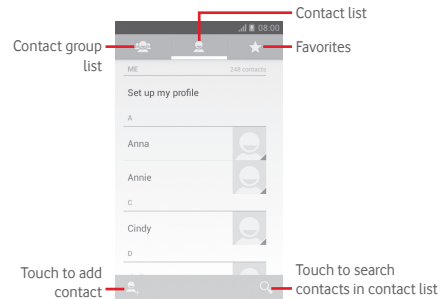 Contact list
08:00
Contact group
list
Favorites
ME 248 contacts
Set up my profile
A
Anna
Annie
C
Cindy
D
Touch to add
contact
Touch to search
contacts in contact list